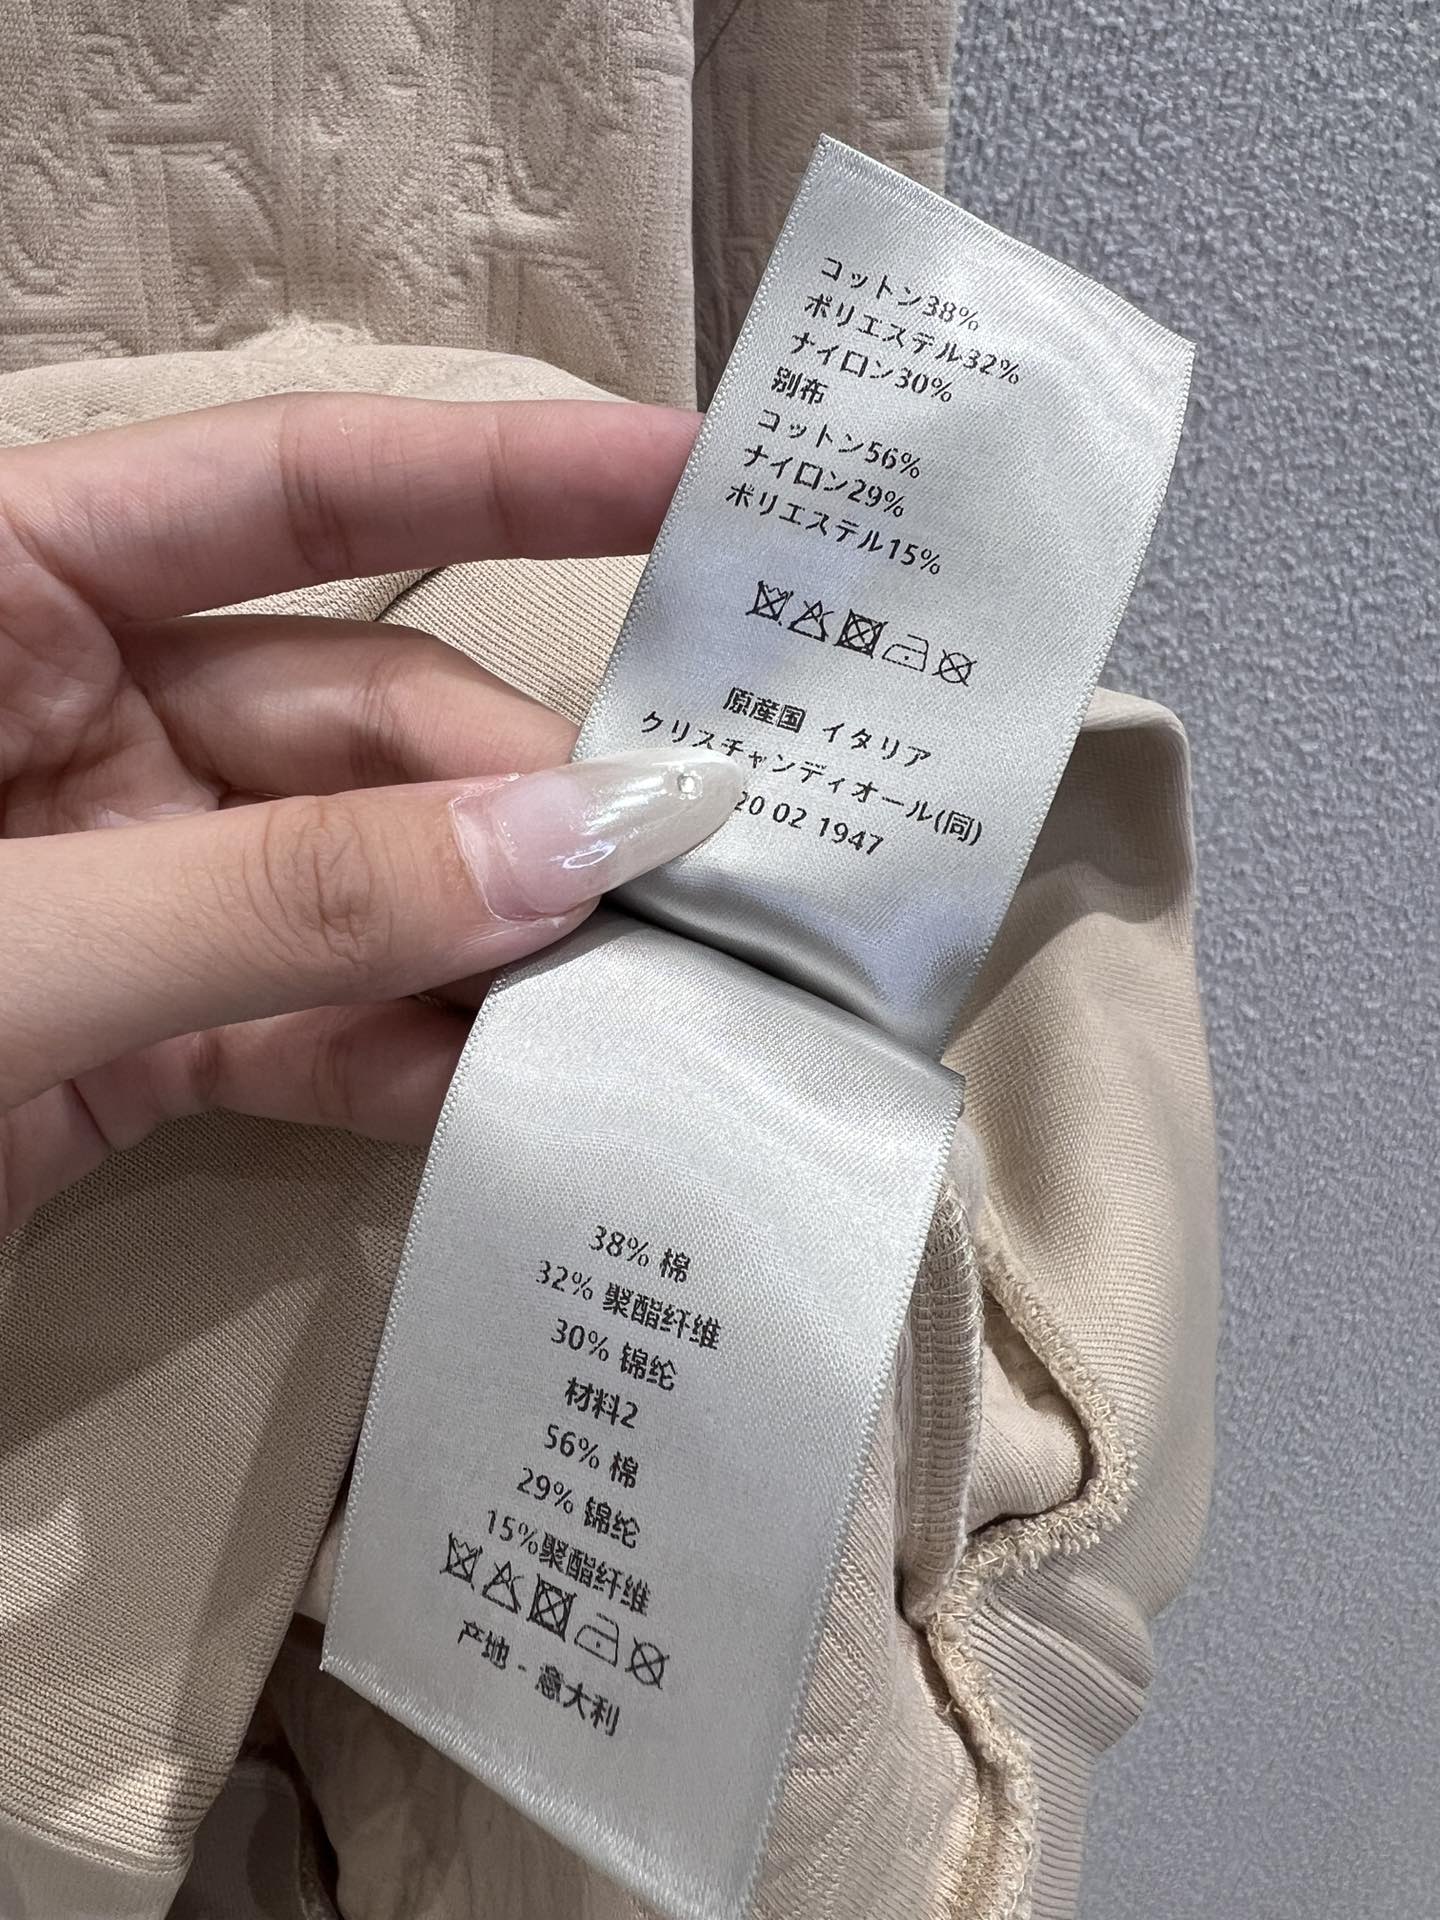 コットン38%
ポリエステル32%
ナイロン30%
別布
コットン56%
ナイロン29%
ポリエステル15%
原産国 イタリア
クリスチャンディオール(同)
20 02 1947
38% 棉
32% 聚酯纤维
30% 锦纶
材料2
56% 棉
29% 锦纶
15%聚酯纤维
产地 - 意大利